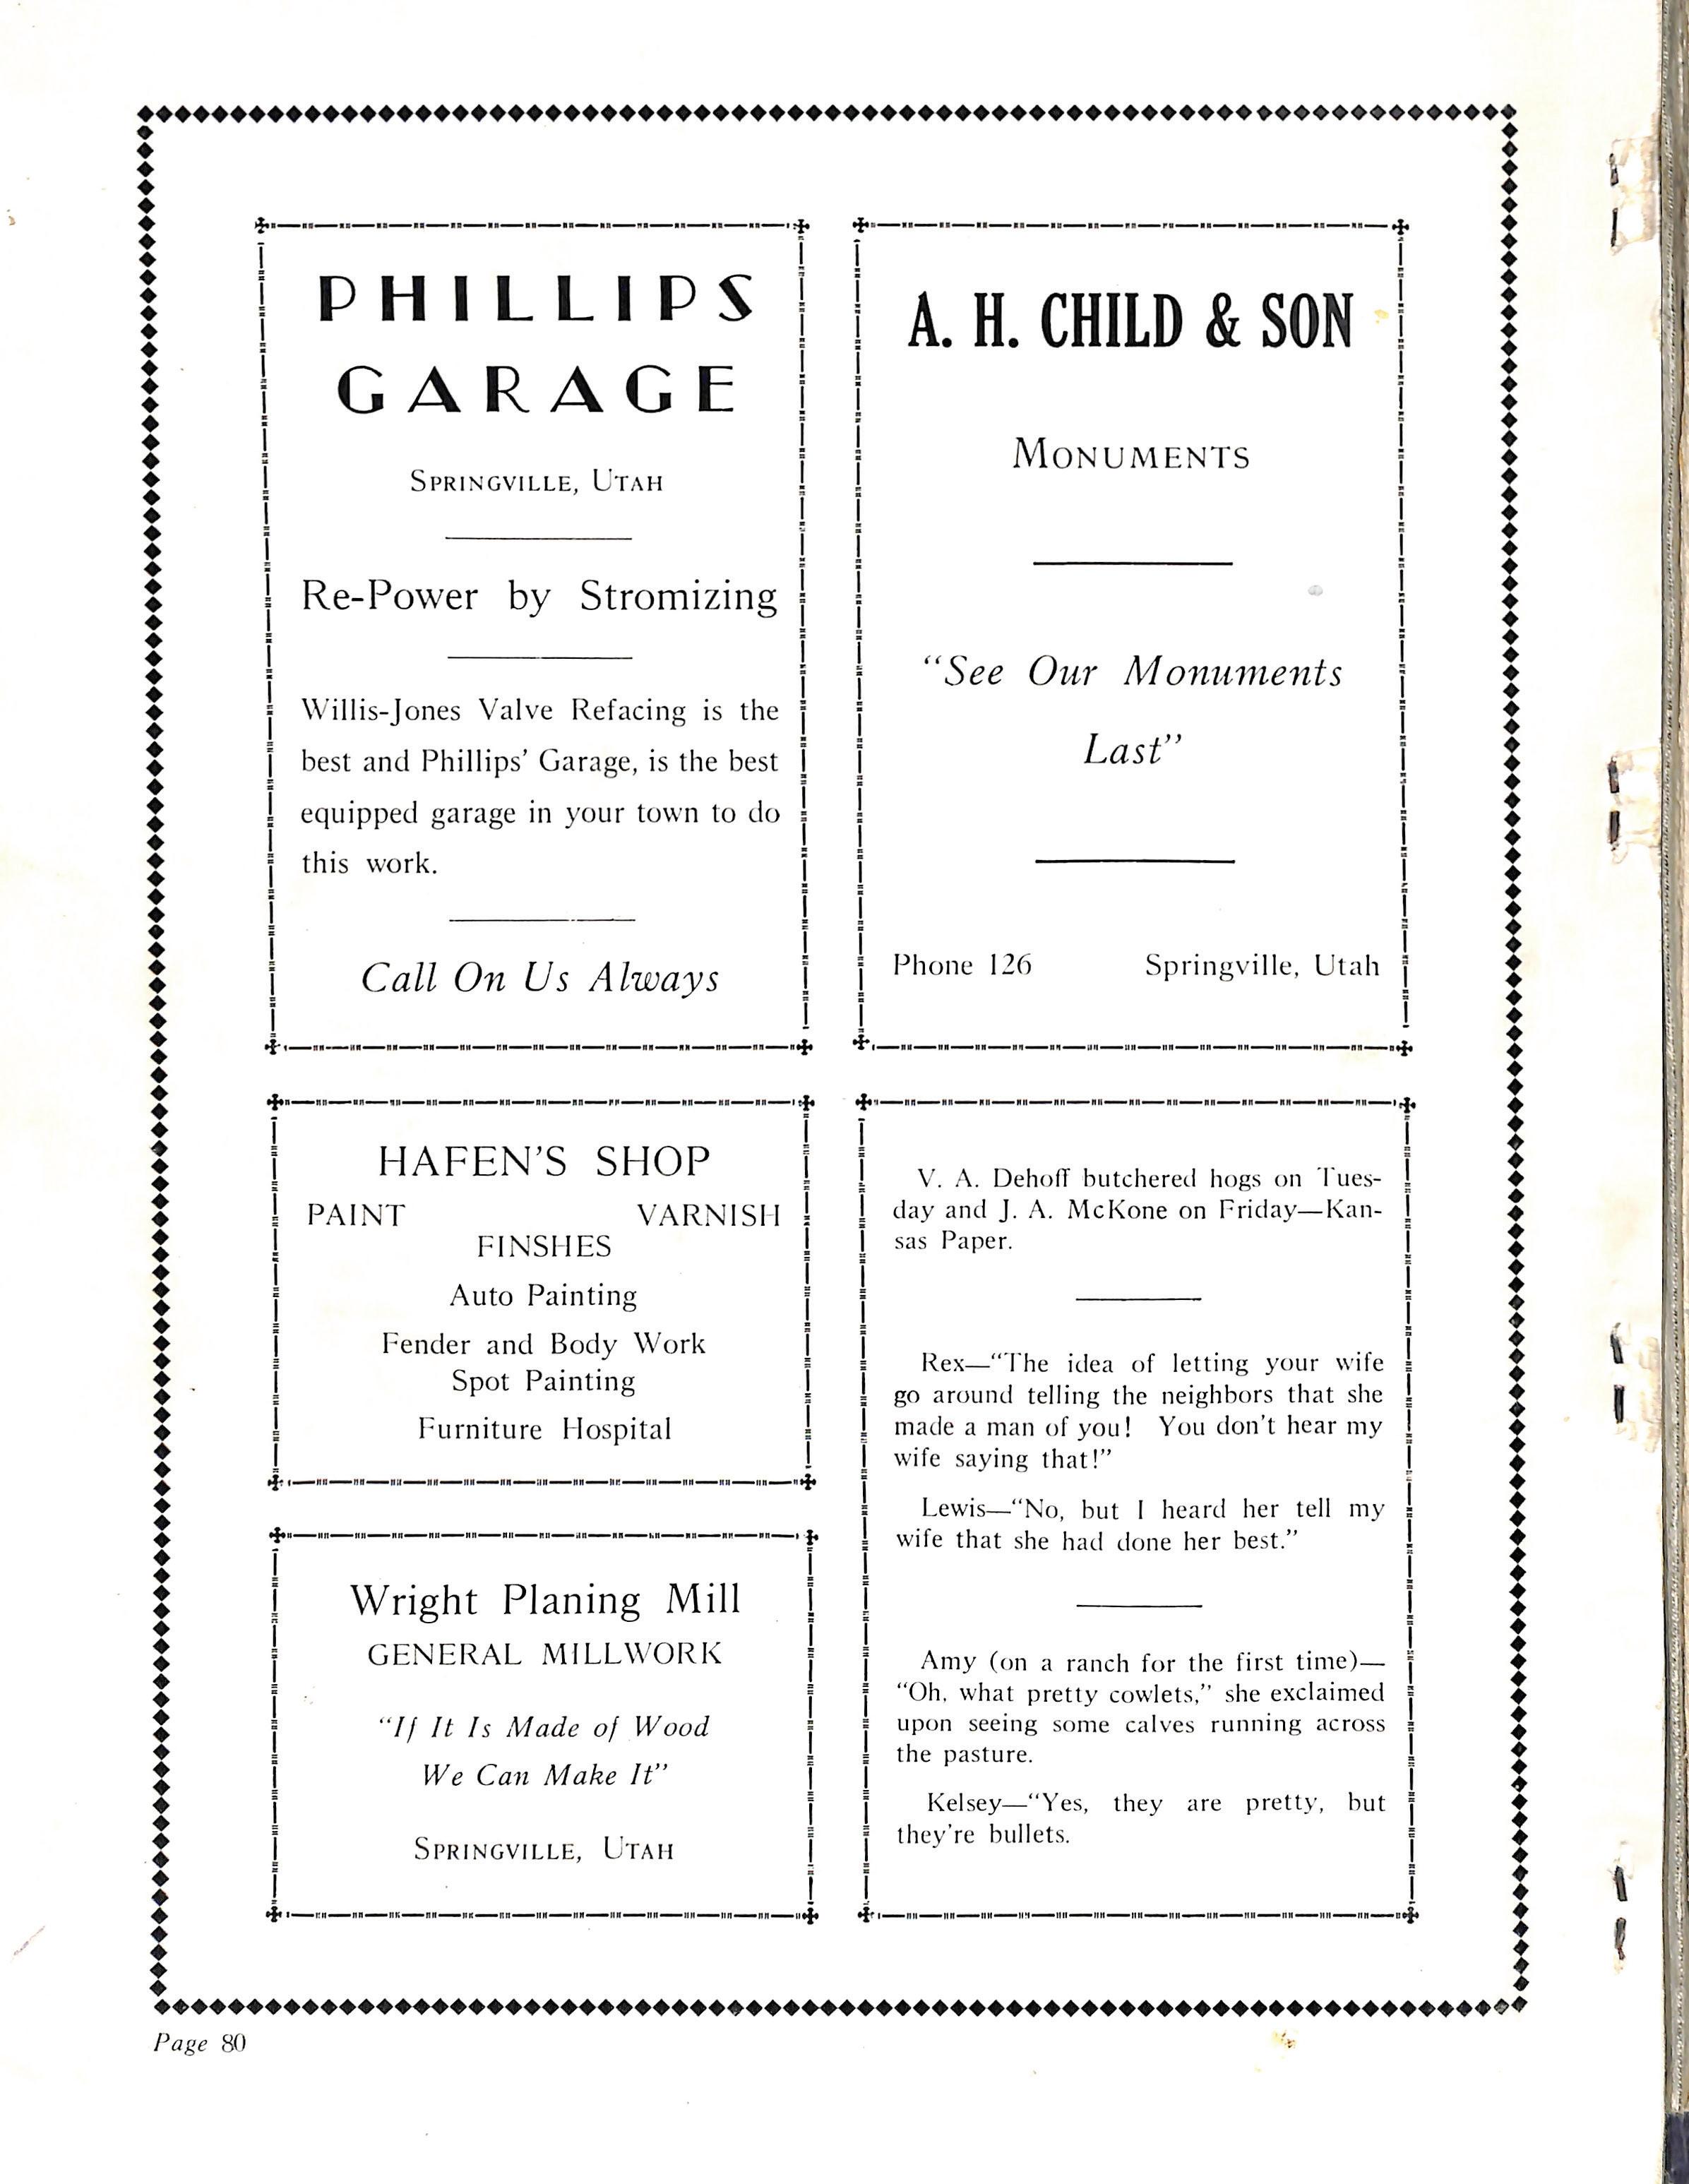 PHILLIPS
GARAGE
SPRINGVILLE, UTAH
Re-Power by Stromizing
Willis-Jones Valve Refacing is the
best and Phillips' Garage, is the best
equipped garage in your town to do
this work.
Call On Us Always
A. H. CHILD & SON
MONUMENTS
"See Our Monuments
Last"
Phone 126 Springville, Utah
HAFEN'S SHOP
PAINT VARNISH
FINSHES
Auto Painting
Fender and Body Work
Spot Painting
Furniture Hospital
Wright Planing Mill
GENERAL MILLWORK
"If It Is Made of Wood
We Can Make It"
SPRINGVILLE, UTAH
V. A. Dehoff butchered hogs on Tues-
day and J. A. McKone on Friday—Kan-
sas Paper.
Rex—"The idea of letting your wife
go around telling the neighbors that she
made a man of you! You don't hear my
wife saying that!"
Lewis—"No, but I heard her tell my
wife that she had done her best."
Amy (on a ranch for the first time)—
"Oh, what pretty cowlets," she exclaimed
upon seeing some calves running across
the pasture.
Kelsey—"Yes, they are pretty, but
they're bullets.
Page 80